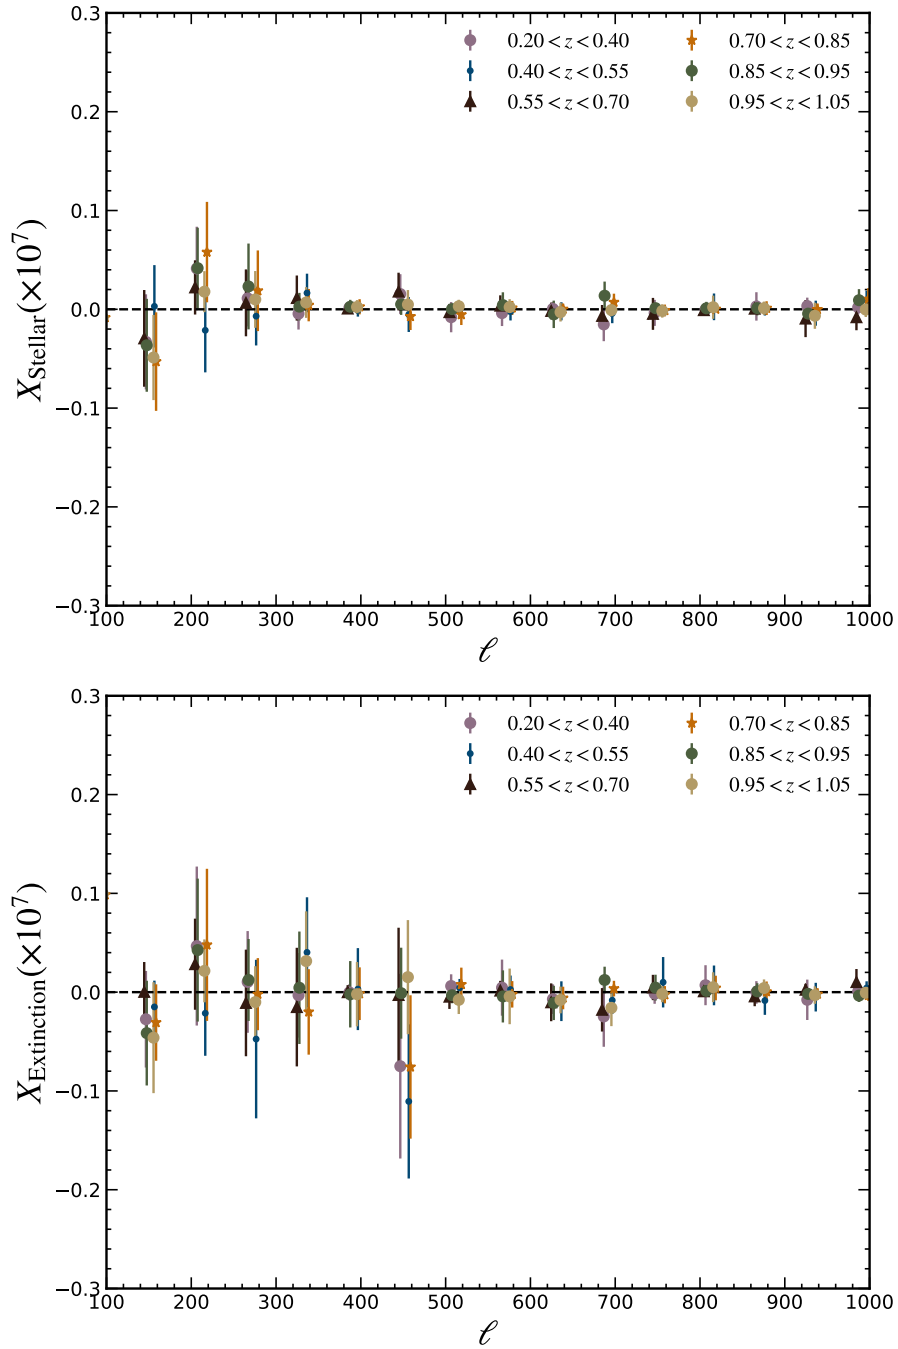 0.3
0.2
0.1
0.0
−0.1
−0.2
−0.3
X_Stellar(×10^7)
0.20 < z < 0.40
0.40 < z < 0.55
0.55 < z < 0.70
0.70 < z < 0.85
0.85 < z < 0.95
0.95 < z < 1.05
100 200 300 400 500 600 700 800 900 1000
ℓ
0.3
0.2
0.1
0.0
−0.1
−0.2
−0.3
X_Extinction(×10^7)
0.20 < z < 0.40
0.40 < z < 0.55
0.55 < z < 0.70
0.70 < z < 0.85
0.85 < z < 0.95
0.95 < z < 1.05
100 200 300 400 500 600 700 800 900 1000
ℓ